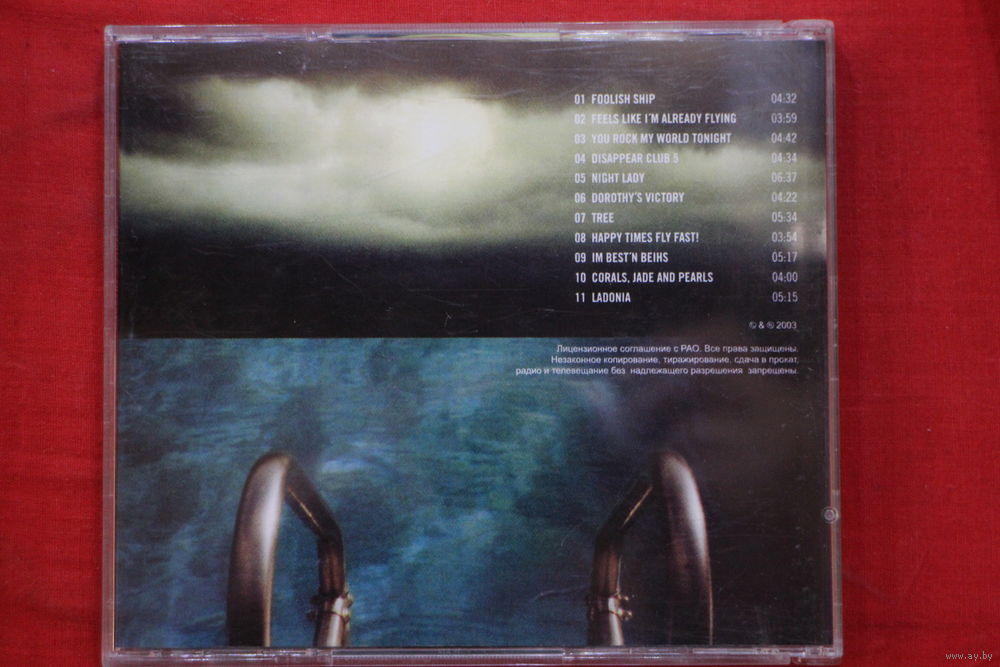 01 FOOLISH SHIP 04:32
02 FEELS LIKE I´M ALREADY FLYING 03:59
03 YOU ROCK MY WORLD TONIGHT 04:42
04 DISAPPEAR CLUB 5 04:34
05 NIGHT LADY 06:37
06 DOROTHY´S VICTORY 04:22
07 TREE 05:34
08 HAPPY TIMES FLY FAST! 03:54
09 IM BEST´N BEIHS 05:17
10 CORALS, JADE AND PEARLS 04:00
11 LADONIA 05:15
© & ℗ 2003
Лицензионное соглашение с РАО. Все права защищены.
Незаконное копирование, тиражирование, сдача в прокат,
радио и телевещание без надлежащего разрешения запрещены.
www.ay.by